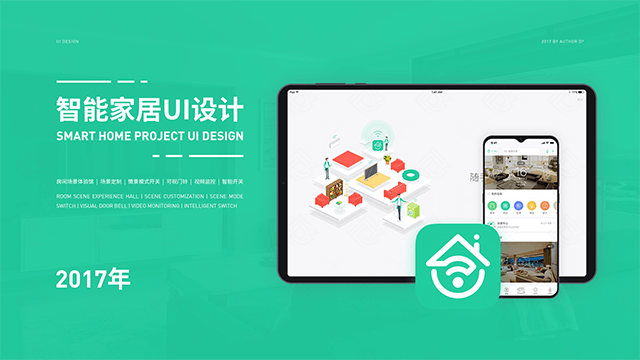 UI DESIGN
2017 BY AUTHOR:D²
智能家居UI设计
SMART HOME PROJECT UI DESIGN
房间场景体验馆 | 场景定制 | 情景模式开关 | 可视门铃 | 视频监控 | 智能开关
ROOM SCENE EXPERIENCE HALL | SCENE CUSTOMIZATION | SCENE MODE
SWITCH | VISUAL DOOR BELL | VIDEO MONITORING | INTELLIGENT SWITCH
2017年
随